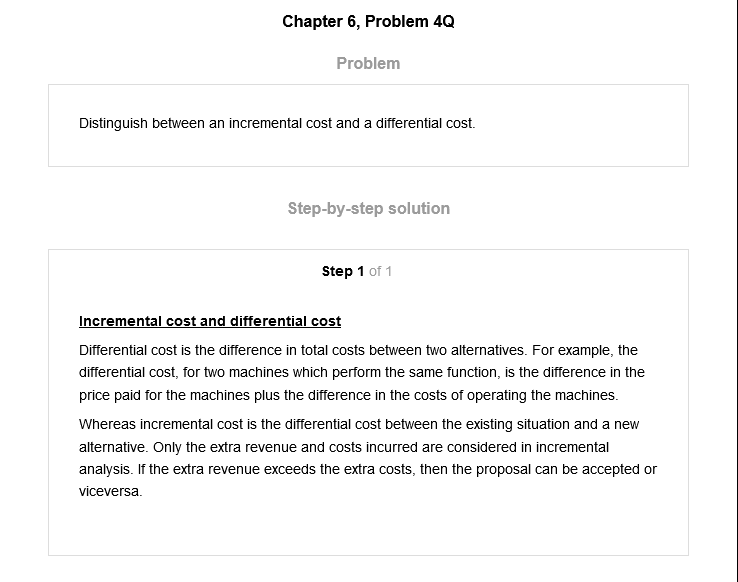 Chapter 6, Problem 4Q
Problem
Distinguish between an incremental cost and a differential cost.
Step-by-step solution
Step 1 of 1
Incremental cost and differential cost
Differential cost is the difference in total costs between two alternatives. For example, the
differential cost, for two machines which perform the same function, is the difference in the
price paid for the machines plus the difference in the costs of operating the machines.
Whereas incremental cost is the differential cost between the existing situation and a new
alternative. Only the extra revenue and costs incurred are considered in incremental
analysis. If the extra revenue exceeds the extra costs, then the proposal can be accepted or
viceversa.